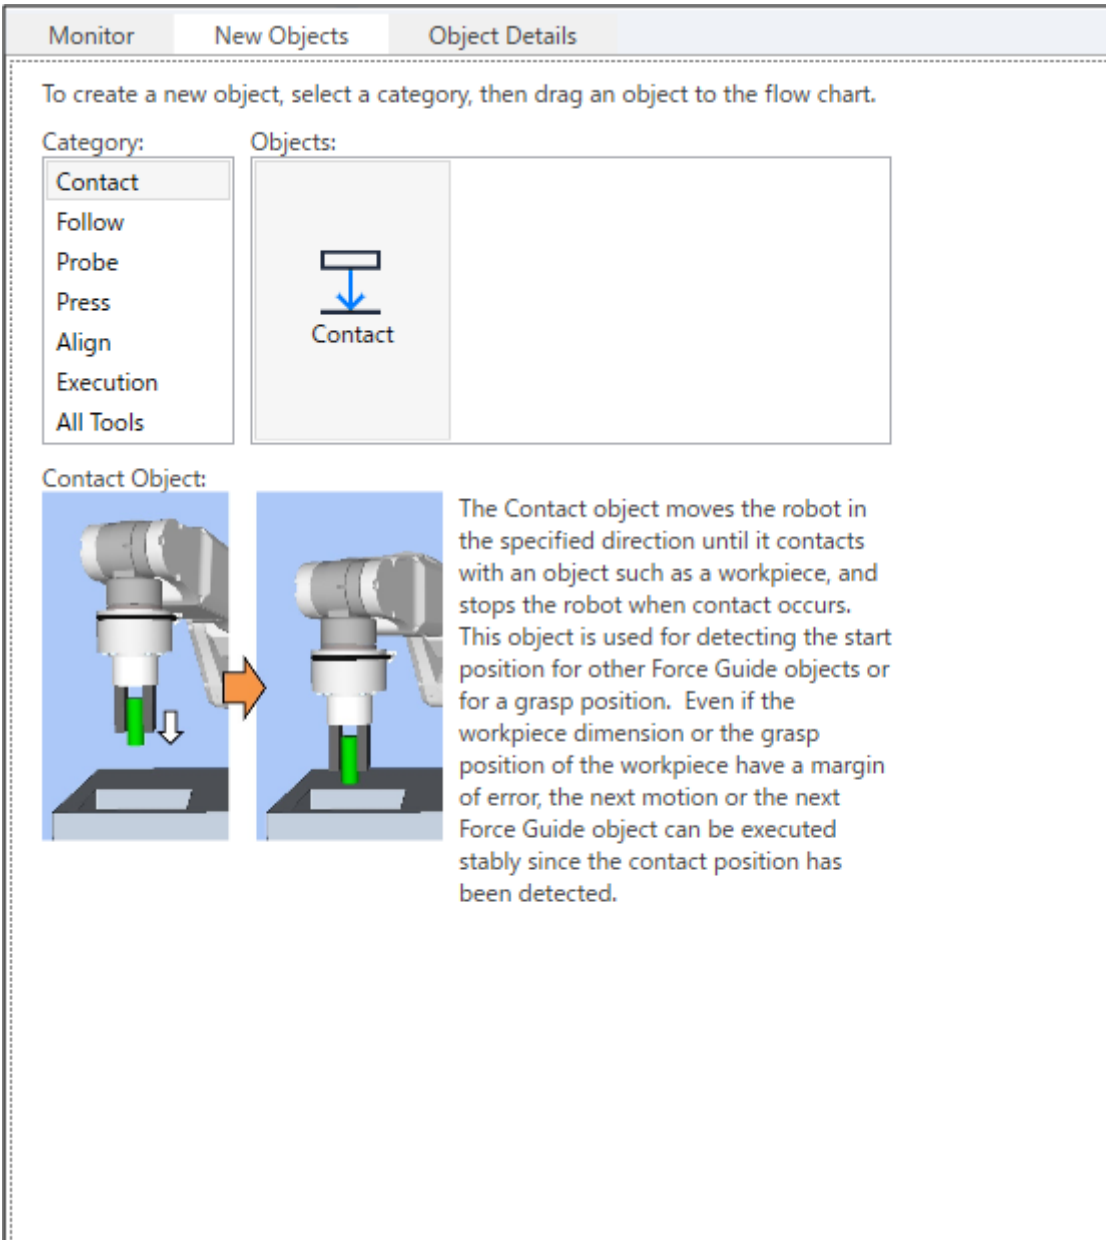 Monitor New Objects Object Details
To create a new object, select a category, then drag an object to the flow chart.
Category: Objects:
Contact
Follow
Probe
Press
Align
Execution
All Tools
Contact
Contact Object:
The Contact object moves the robot in
the specified direction until it contacts
with an object such as a workpiece, and
stops the robot when contact occurs.
This object is used for detecting the start
position for other Force Guide objects or
for a grasp position.  Even if the
workpiece dimension or the grasp
position of the workpiece have a margin
of error, the next motion or the next
Force Guide object can be executed
stably since the contact position has
been detected.